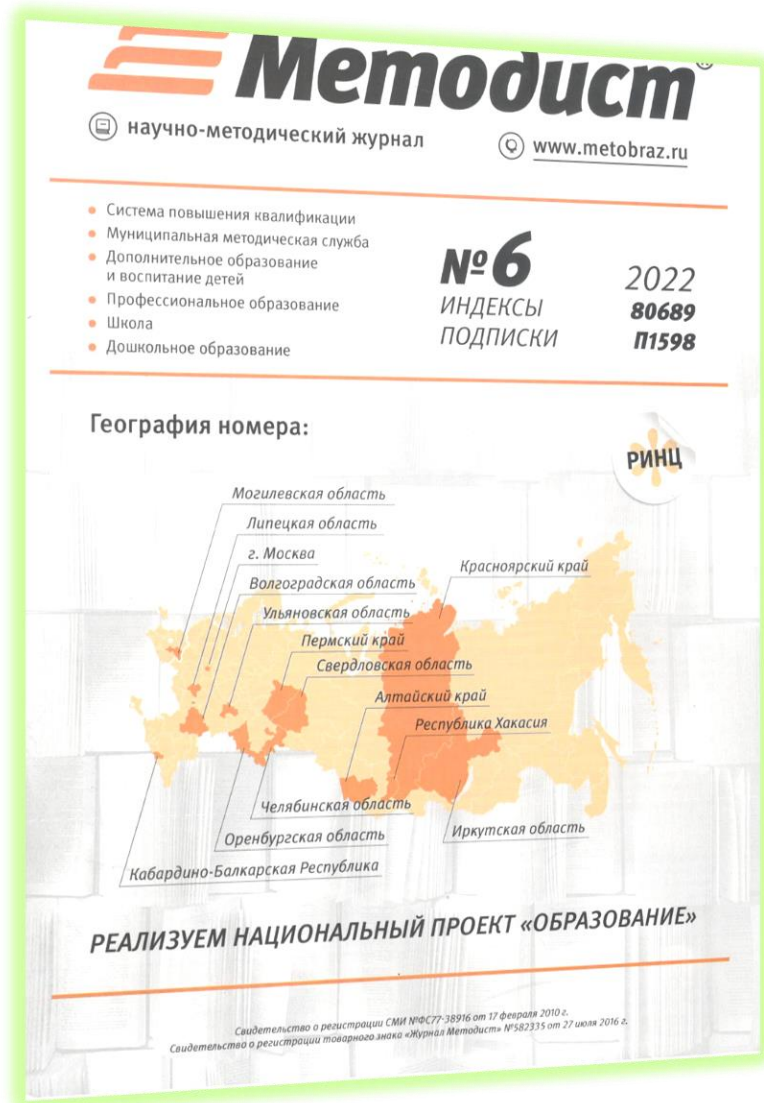 Методист
научно-методический журнал
www.metobraz.ru
• Система повышения квалификации
• Муниципальная методическая служба
• Дополнительное образование
и воспитание детей
• Профессиональное образование
• Школа
• Дошкольное образование
№6 2022
ИНДЕКСЫ 80689
ПОДПИСКИ П1598
География номера:
РИНЦ
Могилевская область
Липецкая область
г. Москва
Волгоградская область
Красноярский край
Ульяновская область
Пермский край
Свердловская область
Алтайский край
Республика Хакасия
Челябинская область
Оренбургская область
Иркутская область
Кабардино-Балкарская Республика
РЕАЛИЗУЕМ НАЦИОНАЛЬНЫЙ ПРОЕКТ «ОБРАЗОВАНИЕ»
Свидетельство о регистрации СМИ №ФС77-38916 от 17 февраля 2010 г.
Свидетельство о регистрации товарного знака «Журнал Методист» №582335 от 27 июля 2016 г.